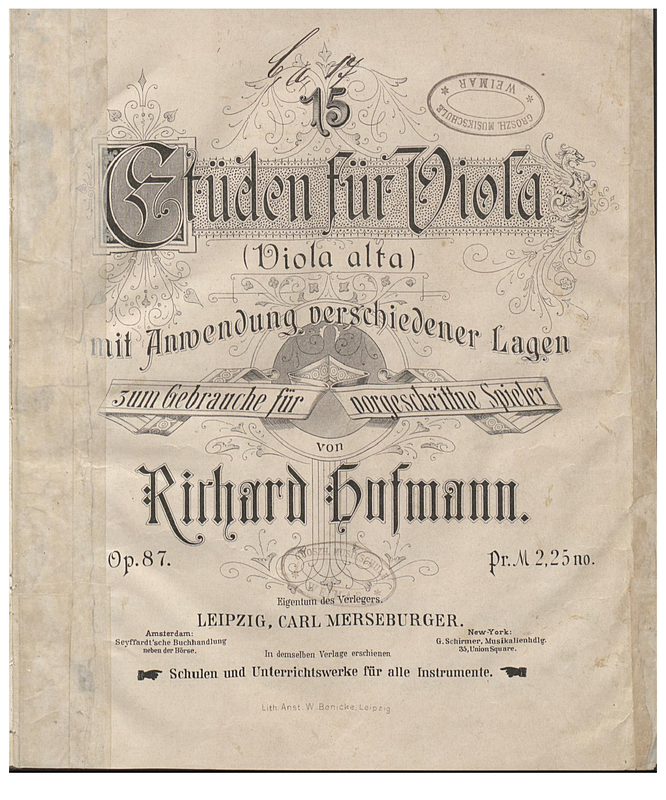 15
GROSZH. MUSIKSCHULE * WEIMAR *
Etüden für Viola
(Viola alta)
mit Anwendung verschiedener Lagen
zum Gebrauche für vorgeschrittne Spieler
von
Richard Hofmann.
Op. 87.
Pr. M 2,25 no.
Eigentum des Verlegers.
LEIPZIG, CARL MERSEBURGER.
Amsterdam:
Seyffardt'sche Buchhandlung
neben der Börse.
New-York:
G. Schirmer, Musikalienhdlg.
35, Union Square.
In demselben Verlage erschienen
Schulen und Unterrichtswerke für alle Instrumente.
Lith. Anst. W. Benicke, Leipzig